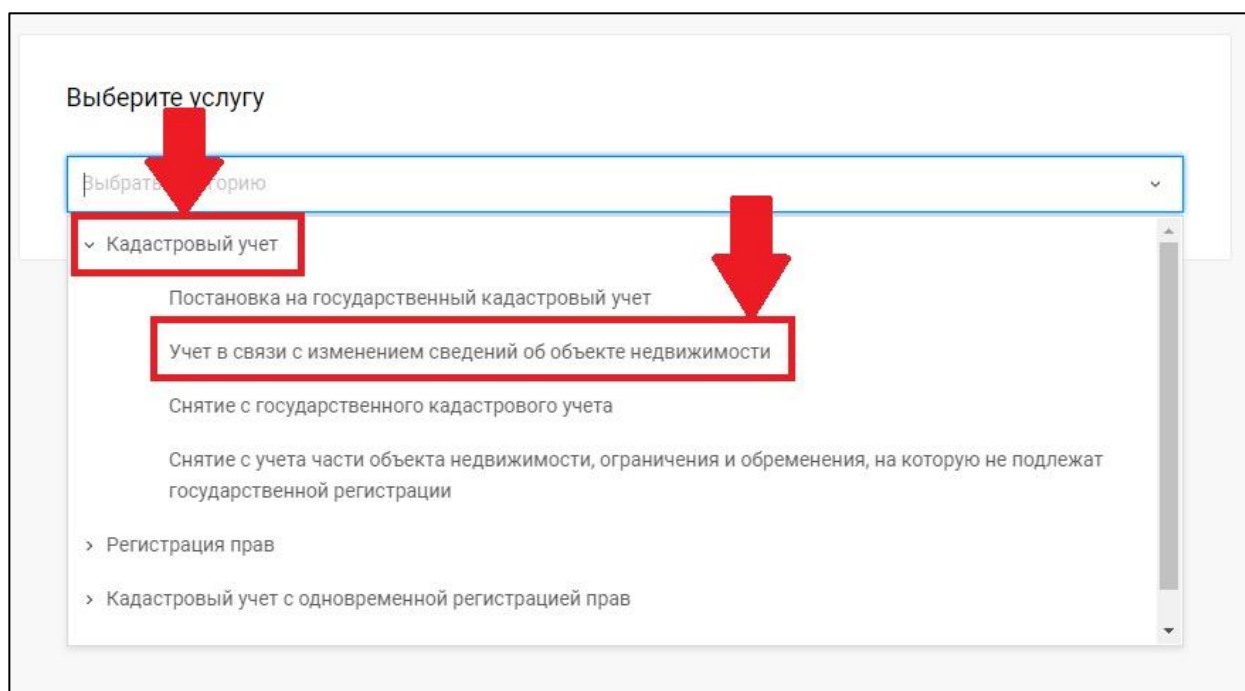 Выберите услугу
Выбрать
Кадастровый учет
Постановка на государственный кадастровый учет
Учет в связи с изменением сведений об объекте недвижимости
Снятие с государственного кадастрового учета
Снятие с учета части объекта недвижимости, ограничения и обременения, на которую не подлежат
государственной регистрации
Регистрация прав
Кадастровый учет с одновременной регистрацией прав